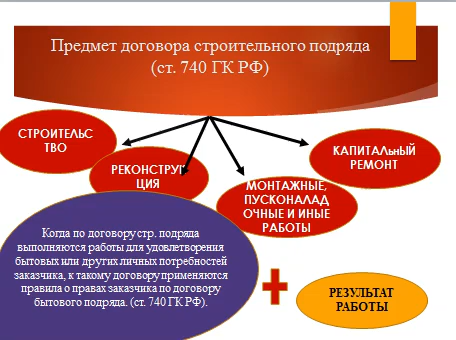 Предмет договора строительного подряда
(ст. 740 ГК РФ)
СТРОИТЕЛЬС
ТВО
РЕКОНСТРУК
ЦИЯ
МОНТАЖНЫЕ,
ПУСКОНАЛАД
ОЧНЫЕ И ИНЫЕ
РАБОТЫ
КАПИТАЛЬНЫЙ
РЕМОНТ
Когда по договору стр. подряда
выполняются работы для удовлетворения
бытовых или других личных потребностей
заказчика, к такому договору применяются
правила о правах заказчика по договору
бытового подряда. (ст. 740 ГК РФ).
РЕЗУЛЬТАТ
РАБОТЫ